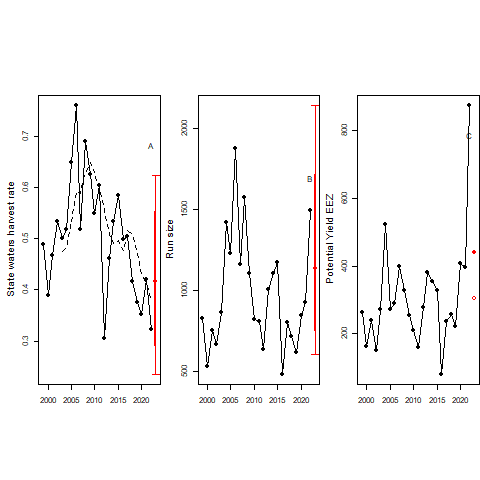 State waters harvest rate
0.3 0.4 0.5 0.6 0.7
2000 2005 2010 2015 2020
A
Run size
500 1000 1500 2000
2000 2005 2010 2015 2020
B
Potential Yield EEZ
200 400 600 800
2000 2005 2010 2015 2020
C